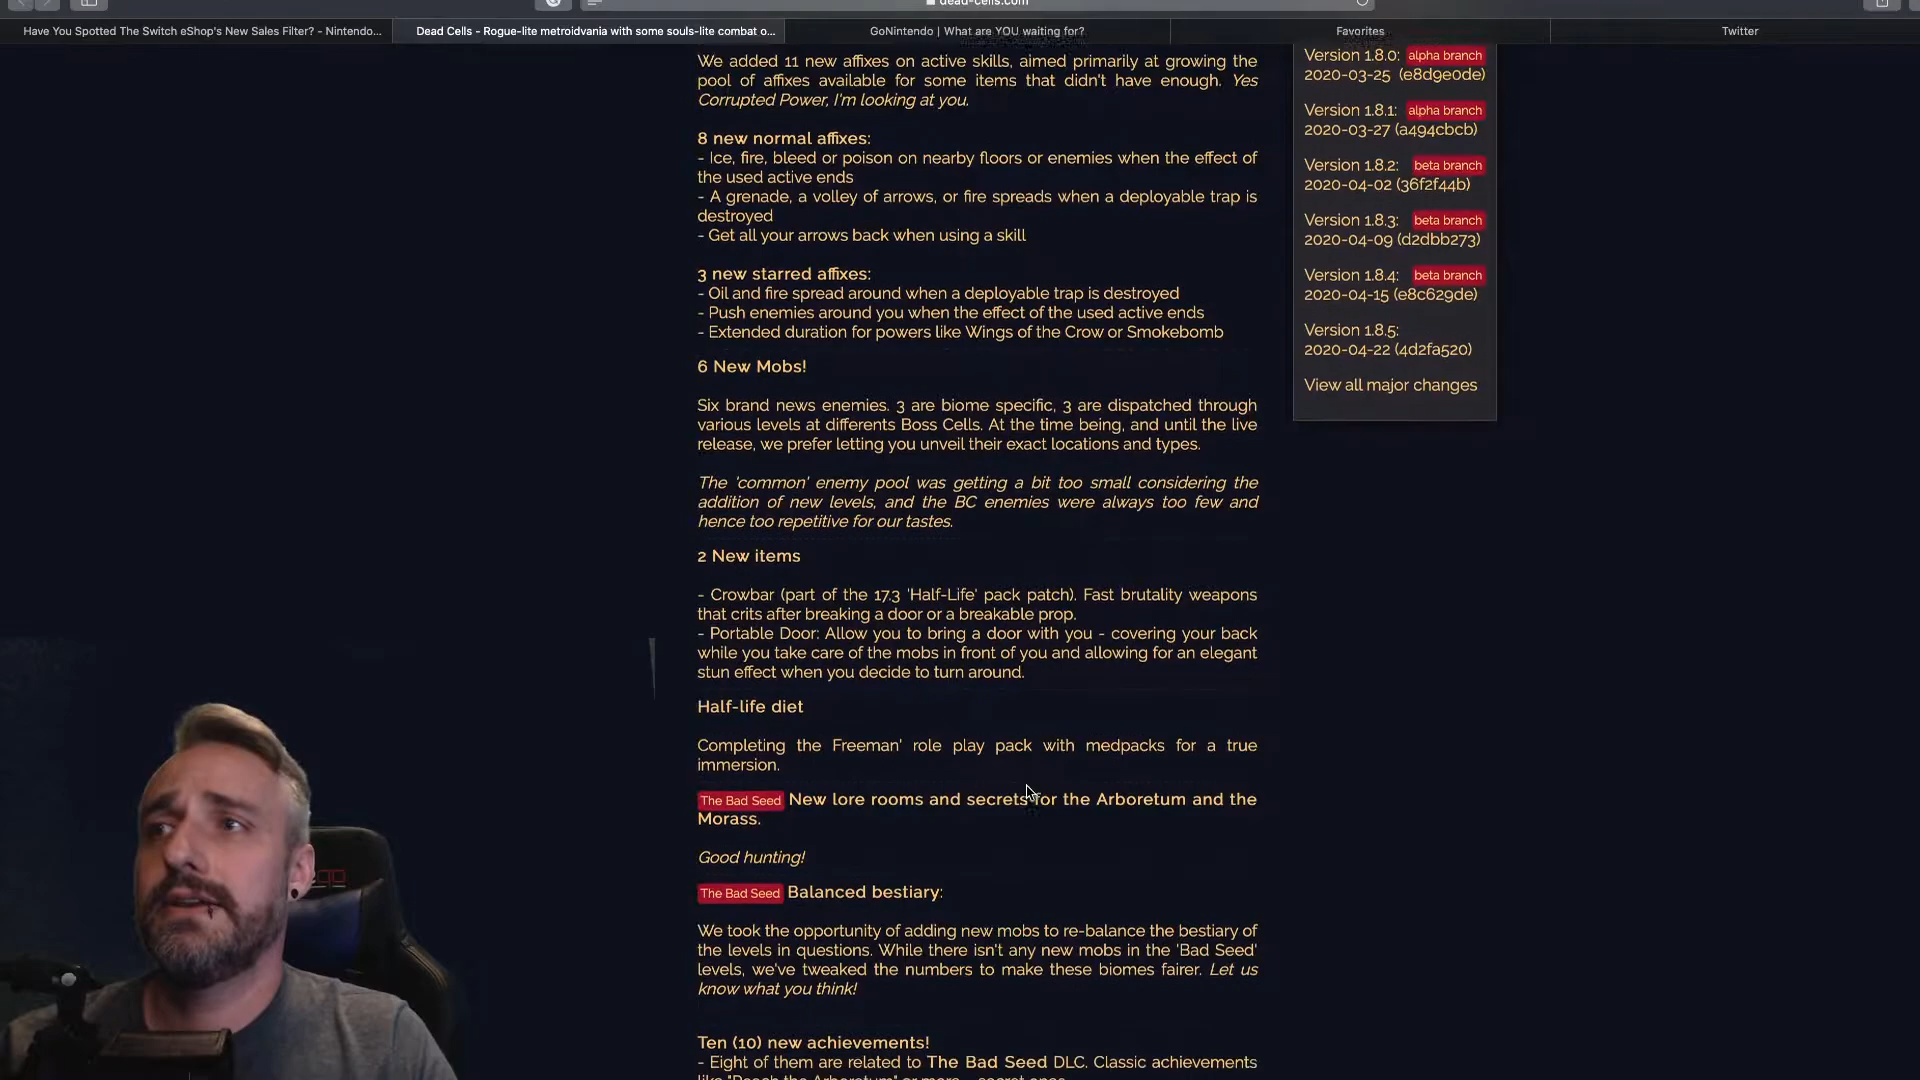 dead-cells.com
Have You Spotted The Switch eShop's New Sales Filter? - Nintendo...
Dead Cells - Rogue-lite metroidvania with some souls-lite combat o...
GoNintendo | What are YOU waiting for?
Favorites
Twitter
We added 11 new affixes on active skills, aimed primarily at growing the
pool of affixes available for some items that didn't have enough. Yes
Corrupted Power, I'm looking at you.
8 new normal affixes:
- Ice, fire, bleed or poison on nearby floors or enemies when the effect of
the used active ends
- A grenade, a volley of arrows, or fire spreads when a deployable trap is
destroyed
- Get all your arrows back when using a skill
3 new starred affixes:
- Oil and fire spread around when a deployable trap is destroyed
- Push enemies around you when the effect of the used active ends
- Extended duration for powers like Wings of the Crow or Smokebomb
6 New Mobs!
Six brand news enemies. 3 are biome specific, 3 are dispatched through
various levels at differents Boss Cells. At the time being, and until the live
release, we prefer letting you unveil their exact locations and types.
The 'common' enemy pool was getting a bit too small considering the
addition of new levels, and the BC enemies were always too few and
hence too repetitive for our tastes.
2 New items
- Crowbar (part of the 17.3 'Half-Life' pack patch). Fast brutality weapons
that crits after breaking a door or a breakable prop.
- Portable Door: Allow you to bring a door with you - covering your back
while you take care of the mobs in front of you and allowing for an elegant
stun effect when you decide to turn around.
Half-life diet
Completing the Freeman' role play pack with medpacks for a true
immersion.
The Bad Seed New lore rooms and secrets for the Arboretum and the
Morass.
Good hunting!
The Bad Seed Balanced bestiary:
We took the opportunity of adding new mobs to re-balance the bestiary of
the levels in questions. While there isn't any new mobs in the 'Bad Seed'
levels, we've tweaked the numbers to make these biomes fairer. Let us
know what you think!
Ten (10) new achievements!
- Eight of them are related to The Bad Seed DLC. Classic achievements
like "Reach the Arboretum" or more
Version 1.8.0: alpha branch
2020-03-25 (e8d9e0de)
Version 1.8.1: alpha branch
2020-03-27 (a494cbcb)
Version 1.8.2: beta branch
2020-04-02 (36f2f44b)
Version 1.8.3: beta branch
2020-04-09 (d2dbb273)
Version 1.8.4: beta branch
2020-04-15 (e8c629de)
Version 1.8.5:
2020-04-22 (4d2fa520)
View all major changes